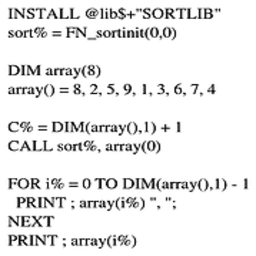 INSTALL @lib$+"SORTLIB"
sort% = FN_sortinit(0,0)
DIM array(8)
array() = 8, 2, 5, 9, 1, 3, 6, 7, 4
C% = DIM(array(),1) + 1
CALL sort%, array(0)
FOR i% = 0 TO DIM(array(),1) - 1
PRINT ; array(i%) ", ";
NEXT
PRINT ; array(i%)